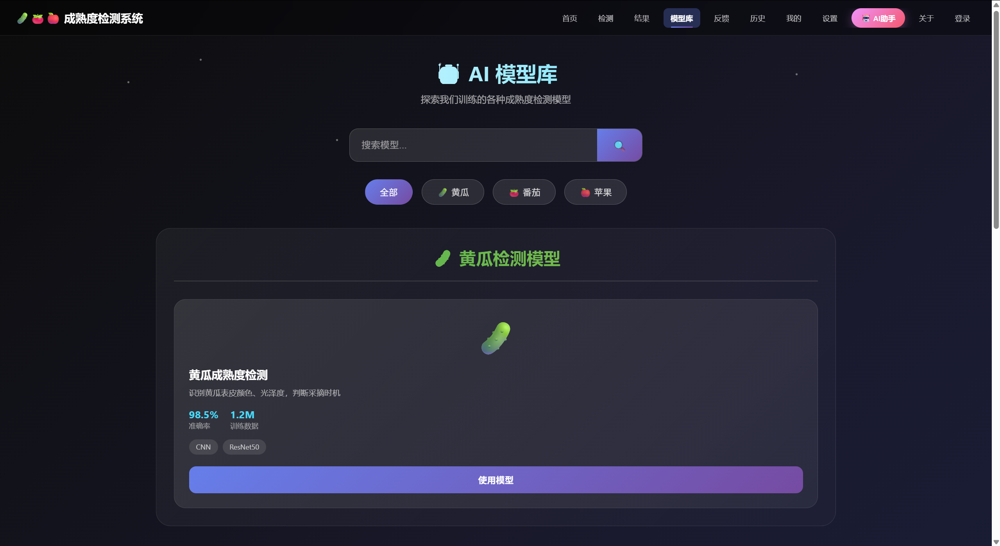 成熟度检测系统
首页 检测 结果 模型库 反馈 历史 我的 设置 AI助手 关于 登录
AI 模型库
探索我们训练的各种成熟度检测模型
搜索模型...
全部 黄瓜 番茄 苹果
黄瓜检测模型
黄瓜成熟度检测
识别黄瓜表皮颜色、光泽度，判断采摘时机
98.5% 1.2M
准确率 训练数据
CNN ResNet50
使用模型